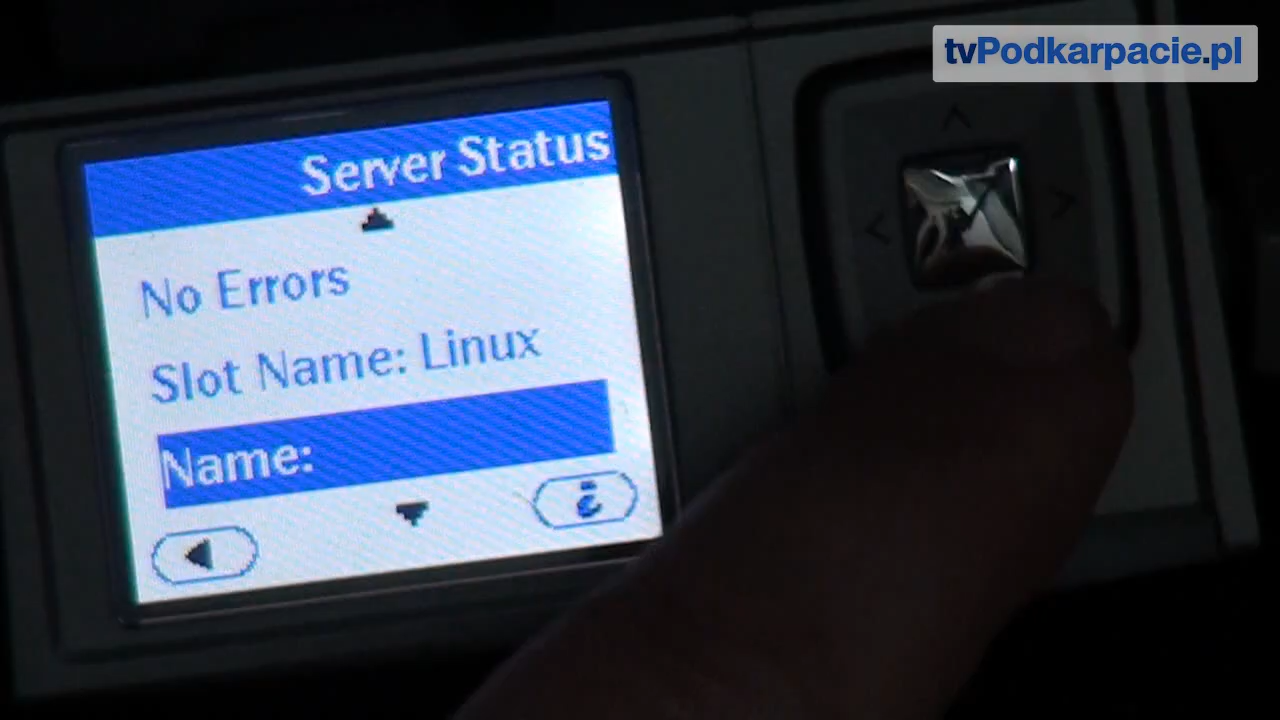 tvPodkarpacie.pl
Server Status
No Errors
Slot Name: Linux
Name:
i